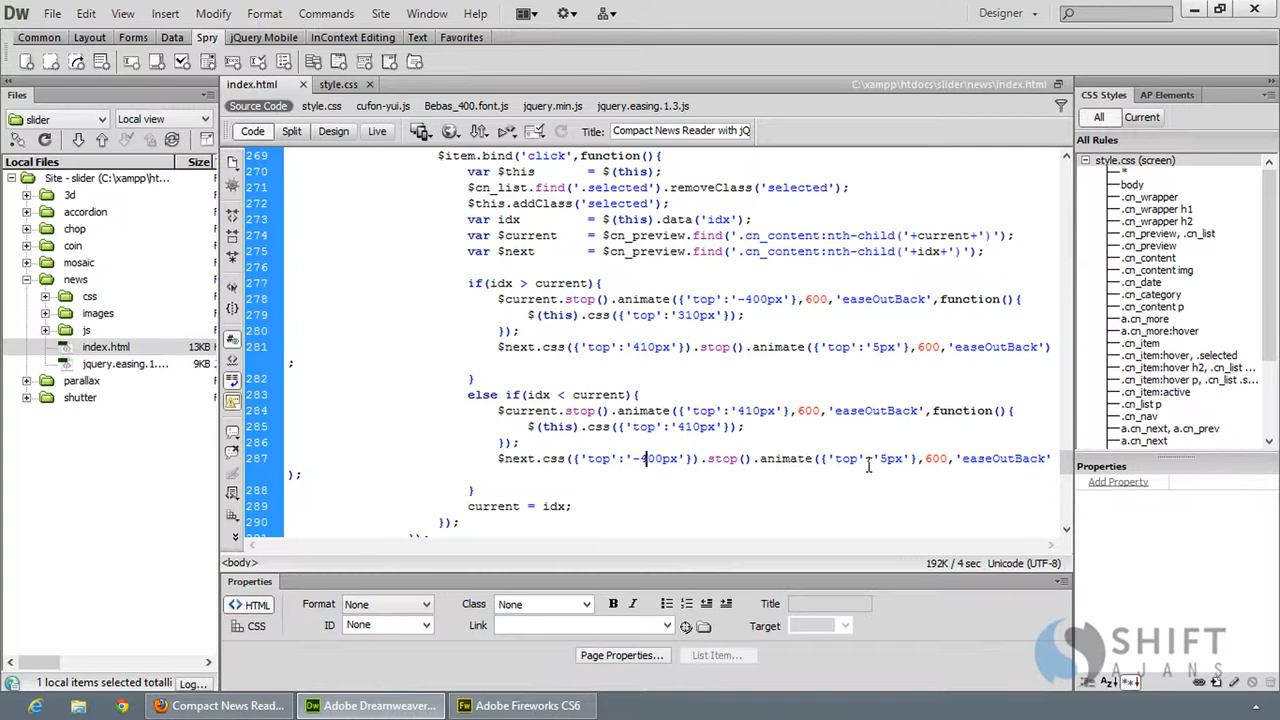 Dw File Edit View Insert Modify Format Commands Site Window Help Designer
Common Layout Forms Data Spry jQuery Mobile InContext Editing Text Favorites
index.html style.css C:\xampp\htdocs\slider\news\index.html
Source Code style.css cufon-yui.js Bebas_400.font.js jquery.min.js jquery.easing.1.3.js
Code Split Design Live Title: Compact News Reader with jQ
Files
slider Local view
Local Files Size
Site - slider (C:\xampp\ht... F
3d F
accordion F
chop F
coin F
mosaic F
news F
css F
images F
js F
index.html 13KB F
jquery.easing.1.... 9KB F
parallax F
shutter F
1 local items selected totalli Log...
269 $item.bind('click',function(){
270 var $this = $(this);
271 $cn_list.find('.selected').removeClass('selected');
272 $this.addClass('selected');
273 var idx = $(this).data('idx');
274 var $current = $cn_preview.find('.cn_content:nth-child('+current+')');
275 var $next = $cn_preview.find('.cn_content:nth-child('+idx+')');
276
277 if(idx > current){
278 $current.stop().animate({'top':'-400px'},600,'easeOutBack',function(){
279 $(this).css({'top':'310px'});
280 });
281 $next.css({'top':'410px'}).stop().animate({'top':'5px'},600,'easeOutBack')
;
282 }
283 else if(idx < current){
284 $current.stop().animate({'top':'410px'},600,'easeOutBack',function(){
285 $(this).css({'top':'410px'});
286 });
287 $next.css({'top':'-400px'}).stop().animate({'top':'5px'},600,'easeOutBack'
);
288 }
289 current = idx;
290 });
<body> 192K / 4 sec Unicode (UTF-8)
Properties
HTML Format None Class None B I Title
CSS ID None Link Target
Page Properties... List Item...
CSS Styles AP Elements
All Current
All Rules
style.css (screen)
*
body
.cn_wrapper
.cn_wrapper h1
.cn_wrapper h2
.cn_preview, .cn_list
.cn_preview
.cn_content
.cn_content img
.cn_date
.cn_category
.cn_content p
a.cn_more
a.cn_more:hover
.cn_item
.cn_item:hover, .selected
.cn_item:hover h2, .cn_list ...
.cn_item:hover p, .cn_list .s...
.cn_item:active
.cn_list p
.cn_nav
a.cn_next, a.cn_prev
.cn_nav a.cn_next
Properties
Add Property
SHIFT
AJANS
Compact News Read... Adobe Dreamweaver... Fw Adobe Fireworks CS6